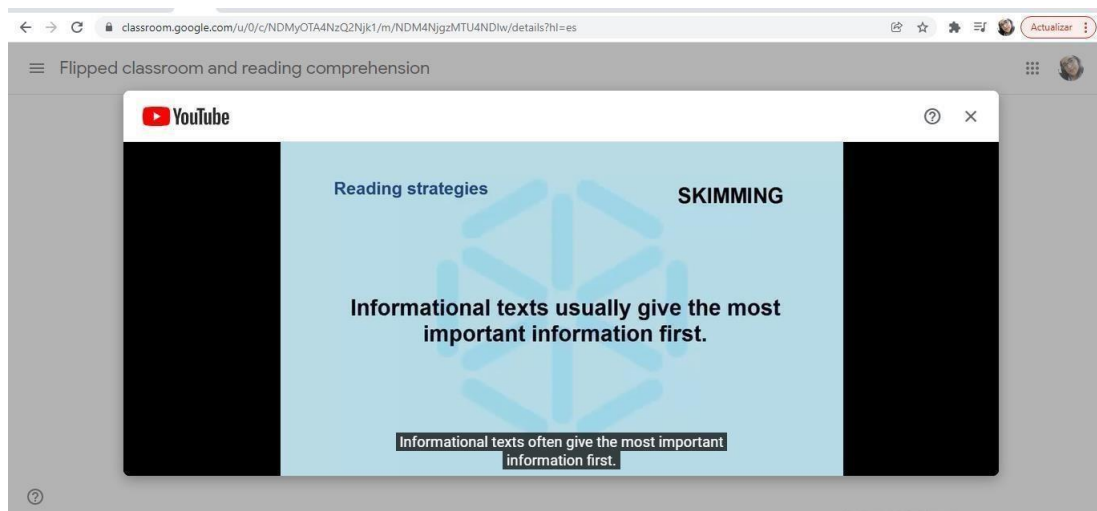 classroom.google.com/u/0/c/NDMyOTA4NzQ2Njk1/m/NDM4NjgzMTU4NDIw/details?hl=es
Actualizar
Flipped classroom and reading comprehension
YouTube
Reading strategies
SKIMMING
Informational texts usually give the most
important information first.
Informational texts often give the most important
information first.